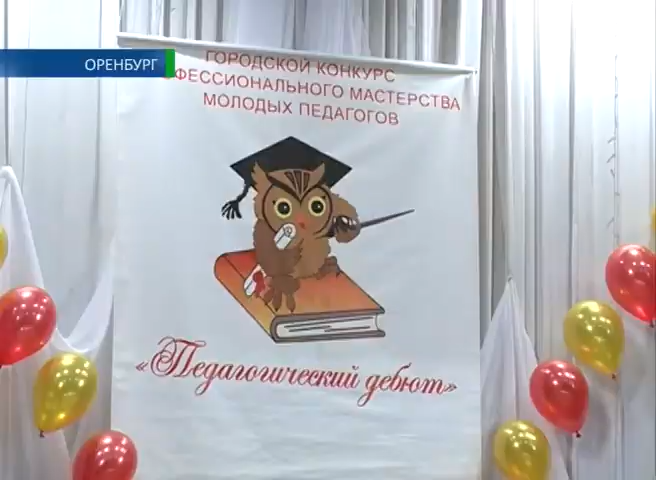 ОРЕНБУРГ
ГОРОДСКОЙ КОНКУРС
ФЕССИОНАЛЬНОГО МАСТЕРСТВА
МОЛОДЫХ ПЕДАГОГОВ
«Педагогический дебют»